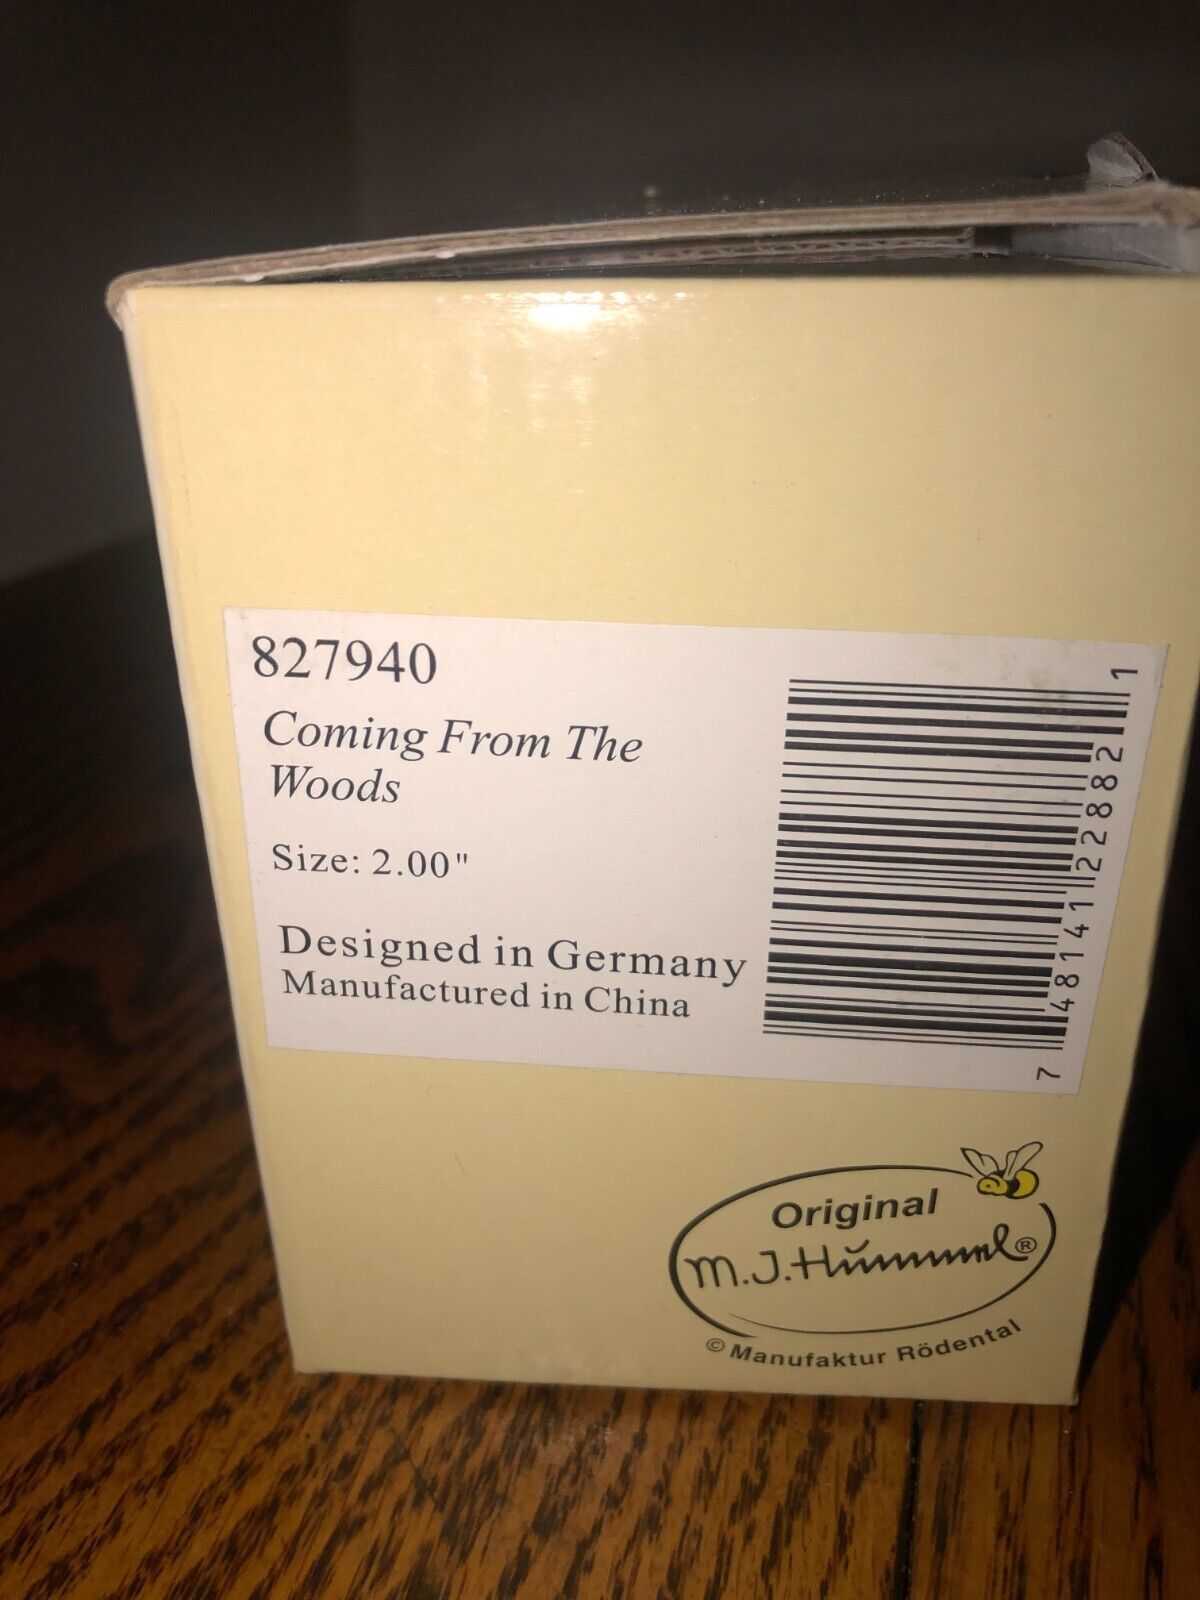 827940
Coming From The
Woods
Size: 2.00"
Designed in Germany
Manufactured in China
7 48141 22882 1
Original
M.J.Hummel®
© Manufaktur Rödental